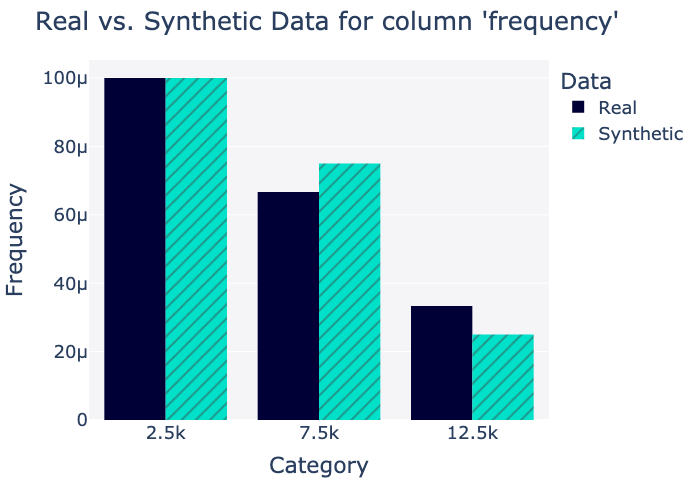 Real vs. Synthetic Data for column 'frequency'
Data
Real
Synthetic
Frequency
100μ
80μ
60μ
40μ
20μ
0
2.5k 7.5k 12.5k
Category